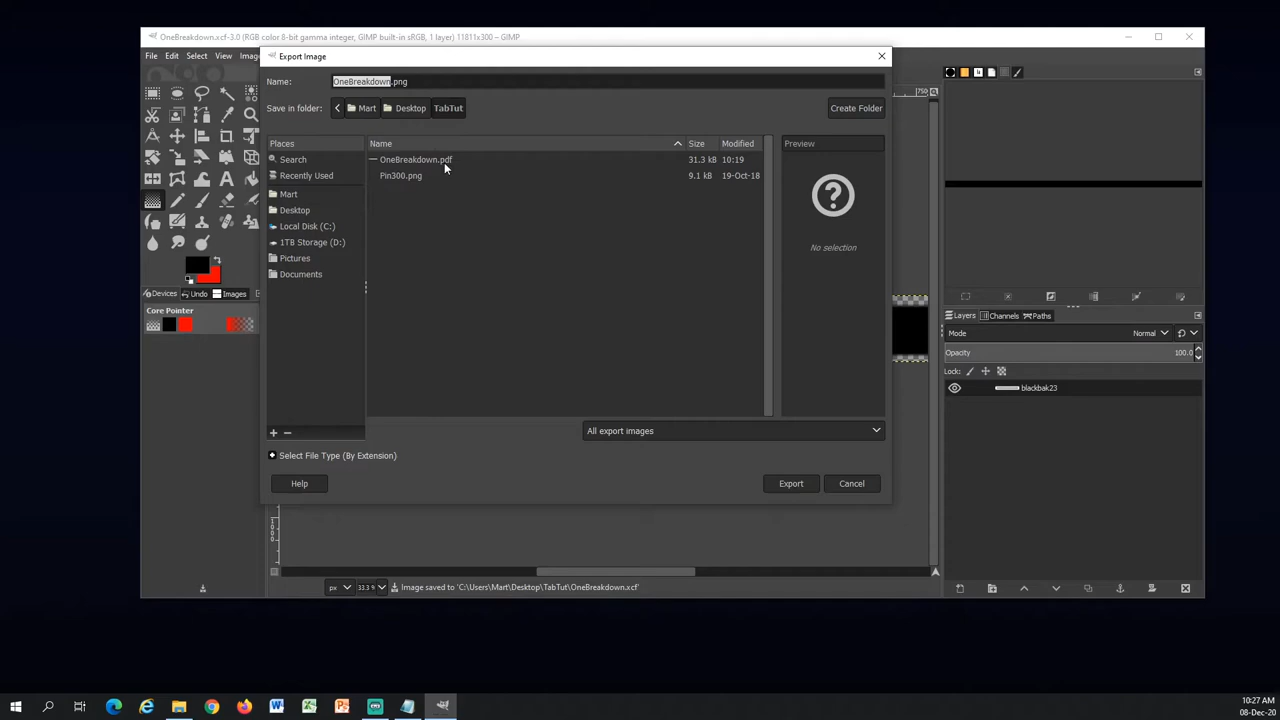 OneBreakdown.xcf-3.0 (RGB color 8-bit gamma integer, GIMP built-in sRGB, 1 layer) 11811x300 – GIMP
File Edit Select View Image
Export Image
Name: OneBreakdown.png
Save in folder: Mart Desktop TabTut Create Folder
Places
Search
Recently Used
Mart
Desktop
Local Disk (C:)
1TB Storage (D:)
Pictures
Documents
Name Size Modified
OneBreakdown.pdf 31.3 kB 10:19
Pin300.png 9.1 kB 19-Oct-18
Preview
No selection
All export images
Select File Type (By Extension)
Help Export Cancel
750
Devices Undo Images
Core Pointer
Layers Channels Paths
Mode Normal
Opacity 100.0
Lock:
blackbak23
px 33.3 % Image saved to 'C:\Users\Mart\Desktop\TabTut\OneBreakdown.xcf'
10:27 AM
08-Dec-20